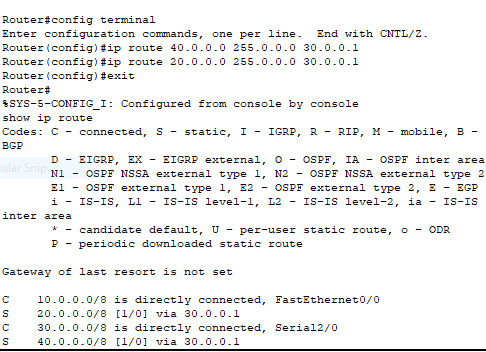 Router#config terminal
Enter configuration commands, one per line.  End with CNTL/Z.
Router(config)#ip route 40.0.0.0 255.0.0.0 30.0.0.1
Router(config)#ip route 20.0.0.0 255.0.0.0 30.0.0.1
Router(config)#exit
Router#
%SYS-5-CONFIG_I: Configured from console by console
show ip route
Codes: C - connected, S - static, I - IGRP, R - RIP, M - mobile, B -
BGP
       D - EIGRP, EX - EIGRP external, O - OSPF, IA - OSPF inter area
ular Snip
       N1 - OSPF NSSA external type 1, N2 - OSPF NSSA external type 2
       E1 - OSPF external type 1, E2 - OSPF external type 2, E - EGP
       i - IS-IS, L1 - IS-IS level-1, L2 - IS-IS level-2, ia - IS-IS
inter area
       * - candidate default, U - per-user static route, o - ODR
       P - periodic downloaded static route

Gateway of last resort is not set

C    10.0.0.0/8 is directly connected, FastEthernet0/0
S    20.0.0.0/8 [1/0] via 30.0.0.1
C    30.0.0.0/8 is directly connected, Serial2/0
S    40.0.0.0/8 [1/0] via 30.0.0.1